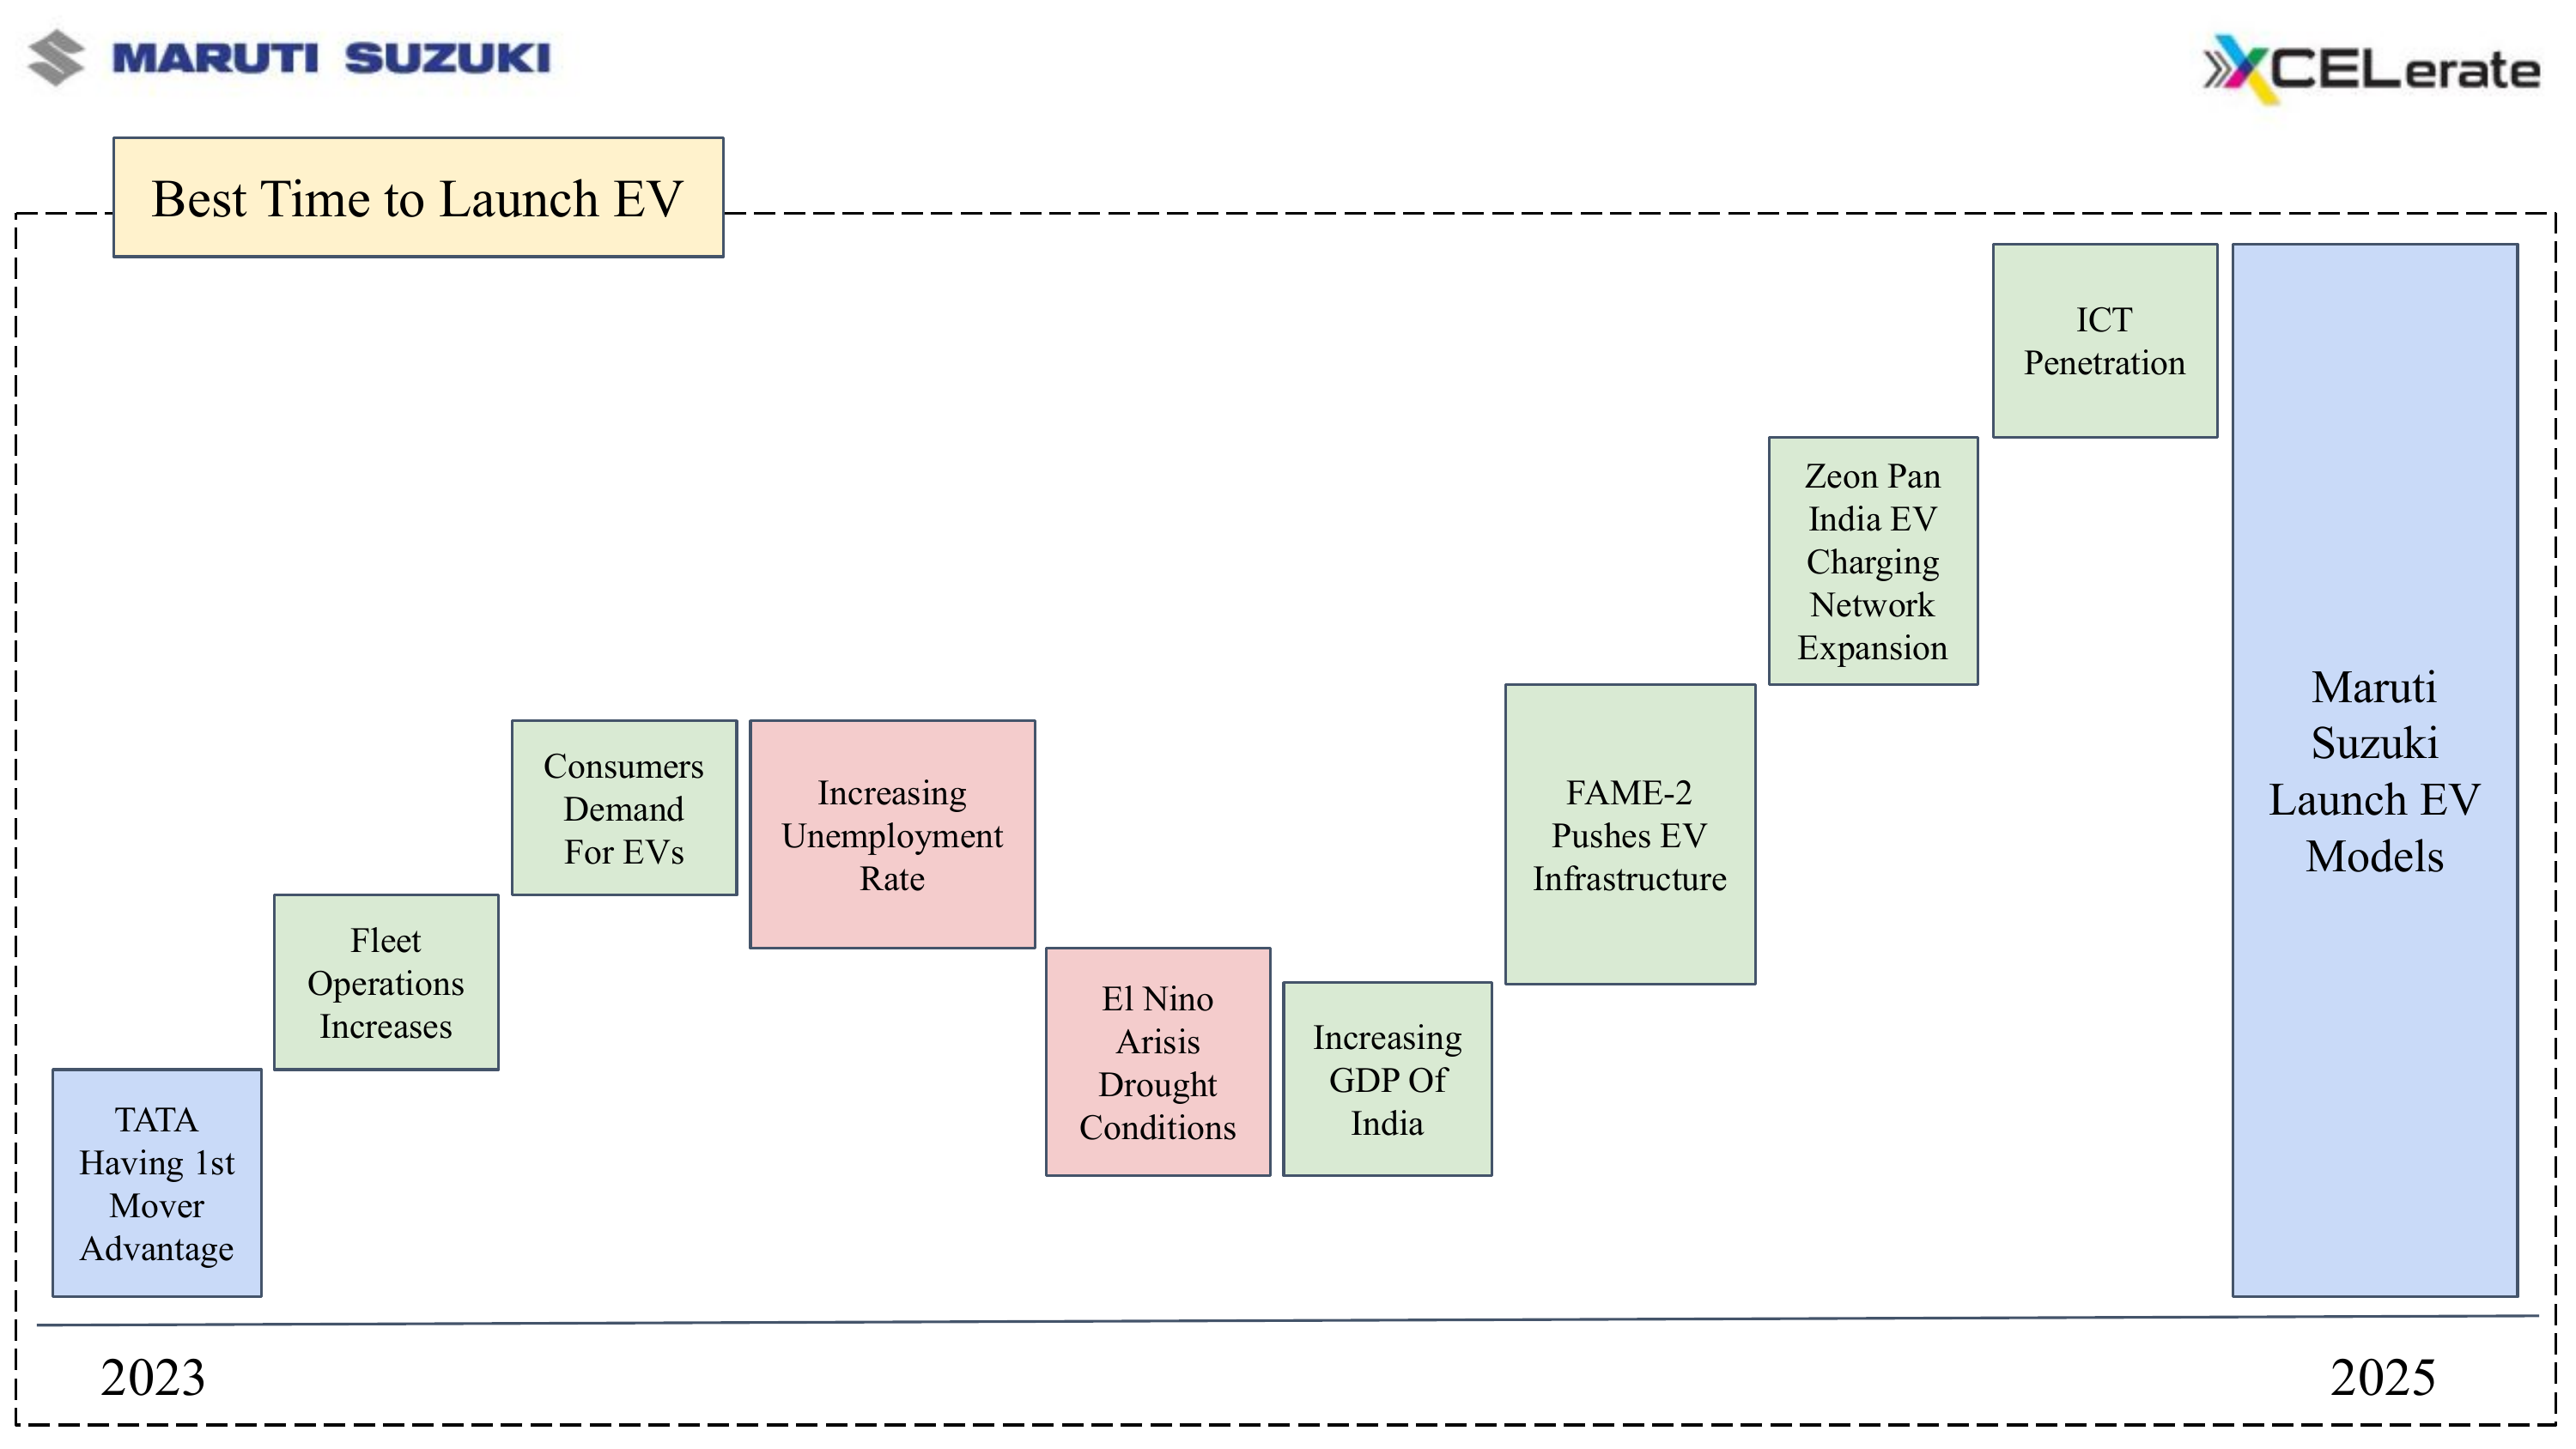 MARUTI SUZUKI
XCELerate
Best Time to Launch EV
TATA
Having 1st
Mover
Advantage
Fleet
Operations
Increases
Consumers
Demand
For EVs
Increasing
Unemployment
Rate
El Nino
Arisis
Drought
Conditions
Increasing
GDP Of
India
FAME-2
Pushes EV
Infrastructure
Zeon Pan
India EV
Charging
Network
Expansion
ICT
Penetration
Maruti
Suzuki
Launch EV
Models
2023
2025